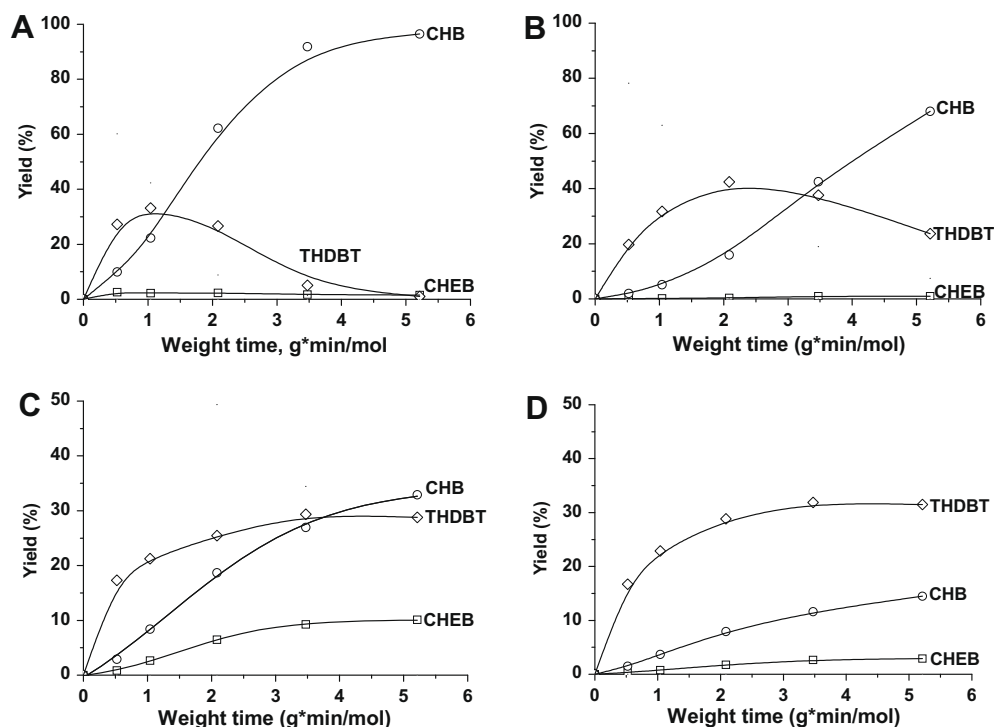 A
100
80
60
40
20
0
Yield (%)
CHB
THDBT
CHEB
0 1 2 3 4 5 6
Weight time, g*min/mol
B
100
80
60
40
20
0
Yield (%)
CHB
THDBT
CHEB
0 1 2 3 4 5 6
Weight time (g*min/mol)
C
50
40
30
20
10
0
Yield (%)
CHB
THDBT
CHEB
0 1 2 3 4 5 6
Weight time (g*min/mol)
D
50
40
30
20
10
0
Yield (%)
THDBT
CHB
CHEB
0 1 2 3 4 5 6
Weight time (g*min/mol)